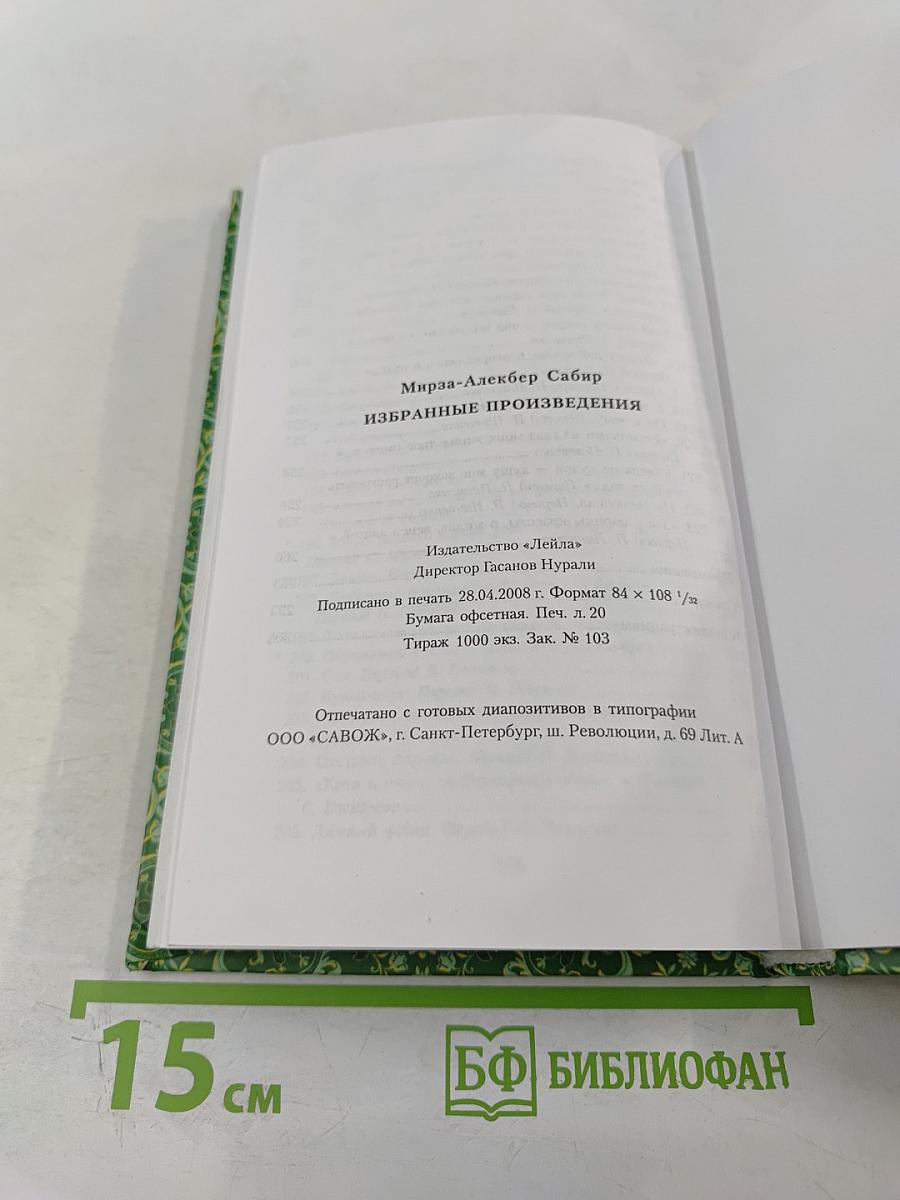 Мирза-Алекбер Сабир
ИЗБРАННЫЕ ПРОИЗВЕДЕНИЯ
Издательство «Лейла»
Директор Гасанов Нурали
Подписано в печать 28.04.2008 г. Формат 84 × 108 1/32
Бумага офсетная. Печ. л. 20
Тираж 1000 экз. Зак. № 103
Отпечатано с готовых диапозитивов в типографии
ООО «САВОЖ», г. Санкт-Петербург, ш. Революции, д. 69 Лит. А
15 см
БФ БИБЛИОФАН